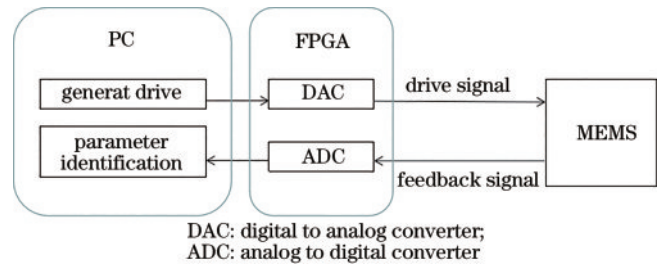 PC
FPGA
generat drive
DAC
drive signal
MEMS
parameter
identification
ADC
feedback signal
DAC: digital to analog converter;
ADC: analog to digital converter